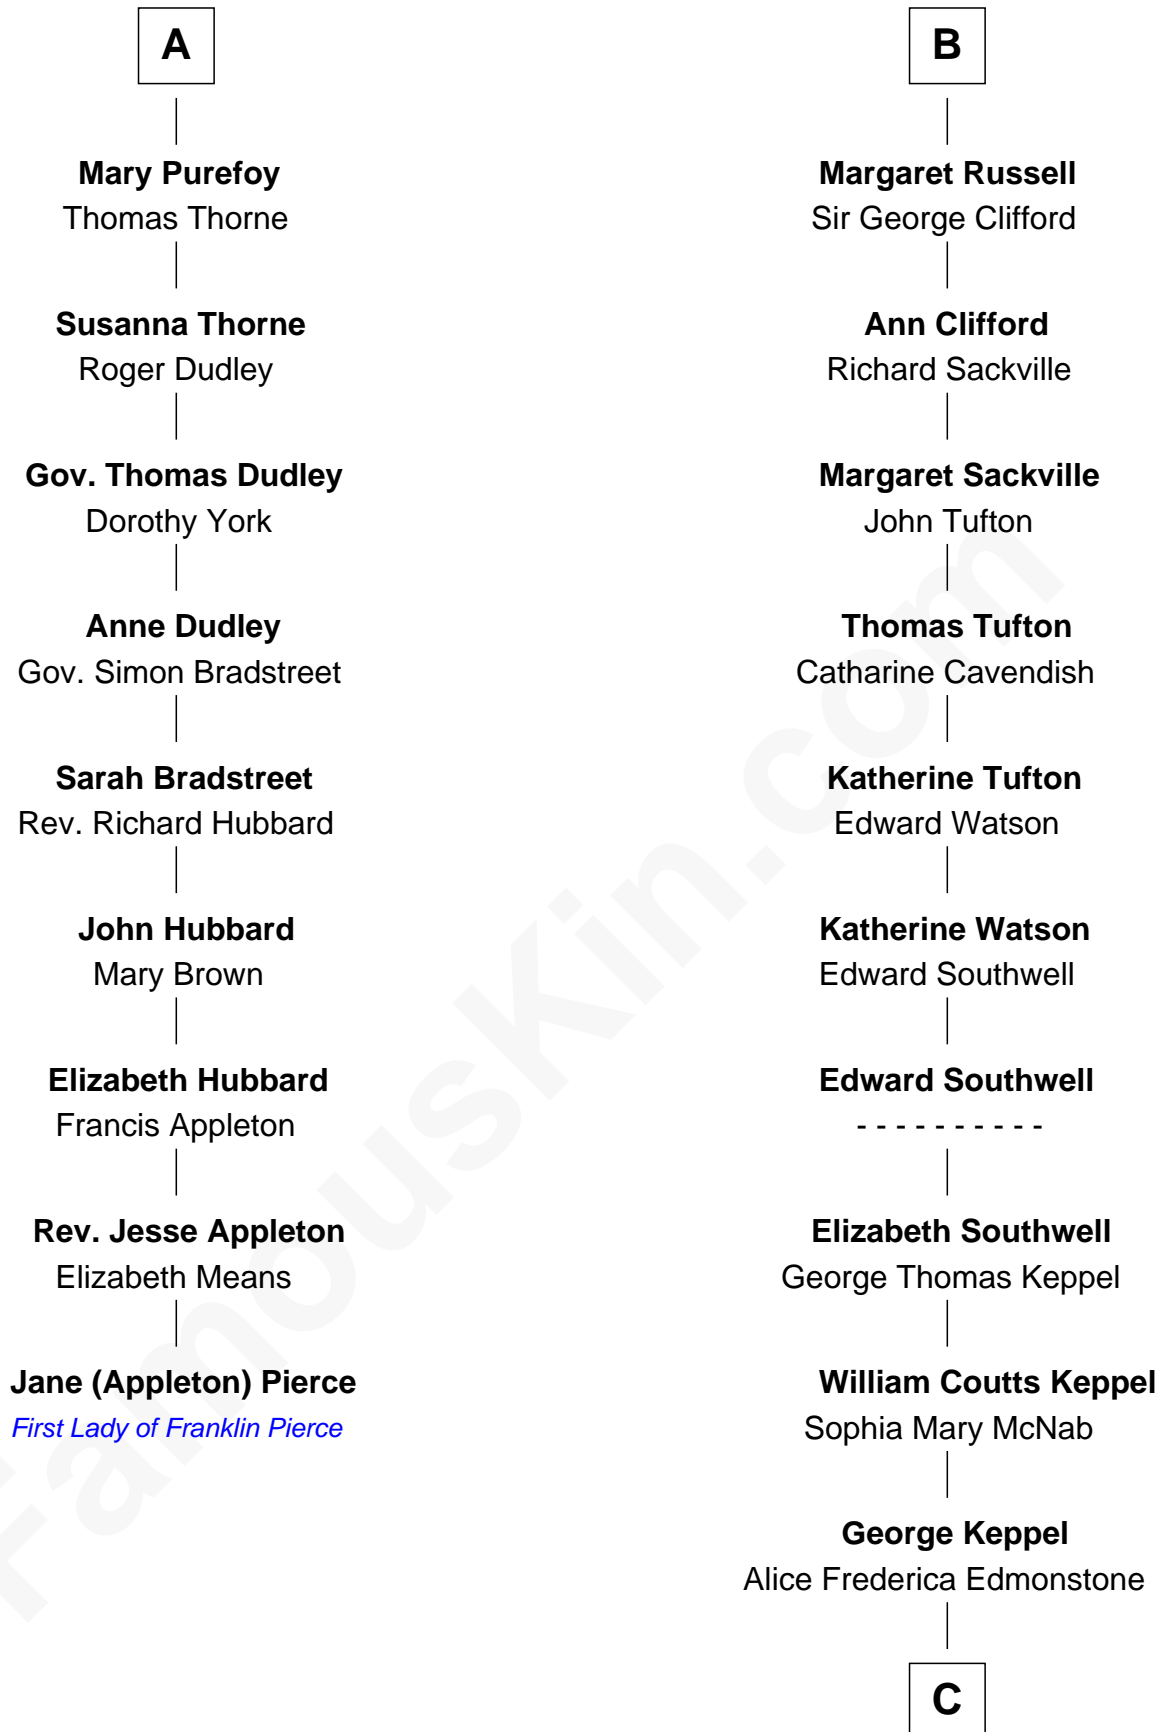 A
Mary Purefoy
Thomas Thorne
Susanna Thorne
Roger Dudley
Gov. Thomas Dudley
Dorothy York
Anne Dudley
Gov. Simon Bradstreet
Sarah Bradstreet
Rev. Richard Hubbard
John Hubbard
Mary Brown
Elizabeth Hubbard
Francis Appleton
Rev. Jesse Appleton
Elizabeth Means
Jane (Appleton) Pierce
First Lady of Franklin Pierce
B
Margaret Russell
Sir George Clifford
Ann Clifford
Richard Sackville
Margaret Sackville
John Tufton
Thomas Tufton
Catharine Cavendish
Katherine Tufton
Edward Watson
Katherine Watson
Edward Southwell
Edward Southwell
- - - - - - - - - -
Elizabeth Southwell
George Thomas Keppel
William Coutts Keppel
Sophia Mary McNab
George Keppel
Alice Frederica Edmonstone
C
FamousKin.com